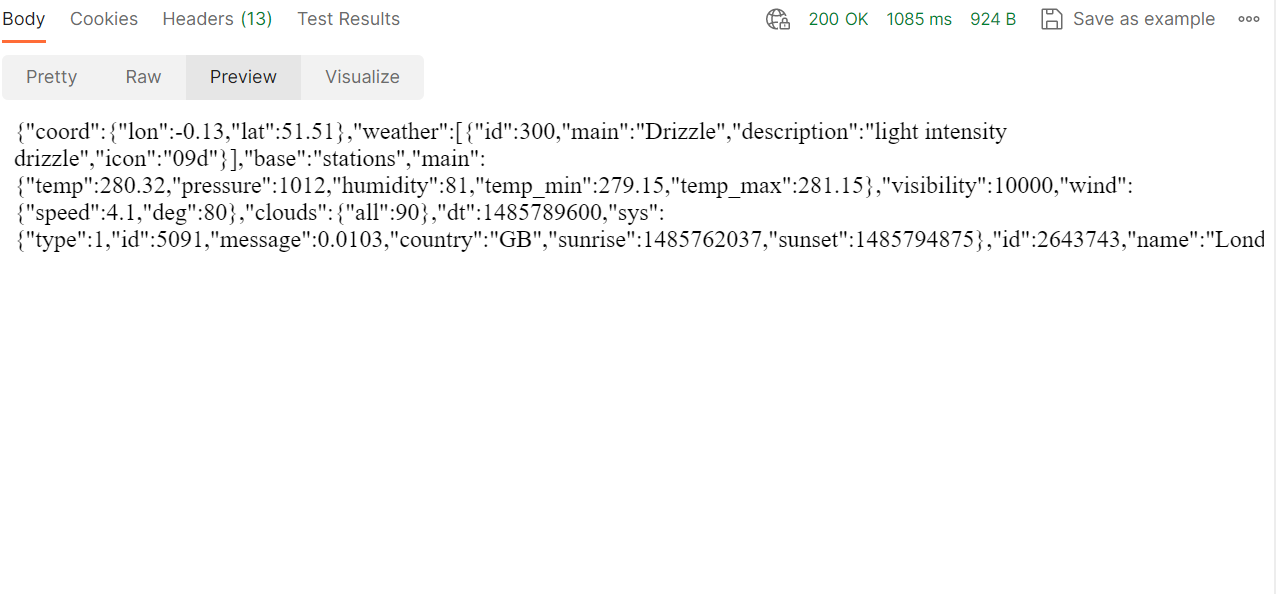 Body Cookies Headers (13) Test Results 200 OK 1085 ms 924 B Save as example
Pretty Raw Preview Visualize
{"coord":{"lon":-0.13,"lat":51.51},"weather":[{"id":300,"main":"Drizzle","description":"light intensity
drizzle","icon":"09d"}],"base":"stations","main":
{"temp":280.32,"pressure":1012,"humidity":81,"temp_min":279.15,"temp_max":281.15},"visibility":10000,"wind":
{"speed":4.1,"deg":80},"clouds":{"all":90},"dt":1485789600,"sys":
{"type":1,"id":5091,"message":0.0103,"country":"GB","sunrise":1485762037,"sunset":1485794875},"id":2643743,"name":"Lond